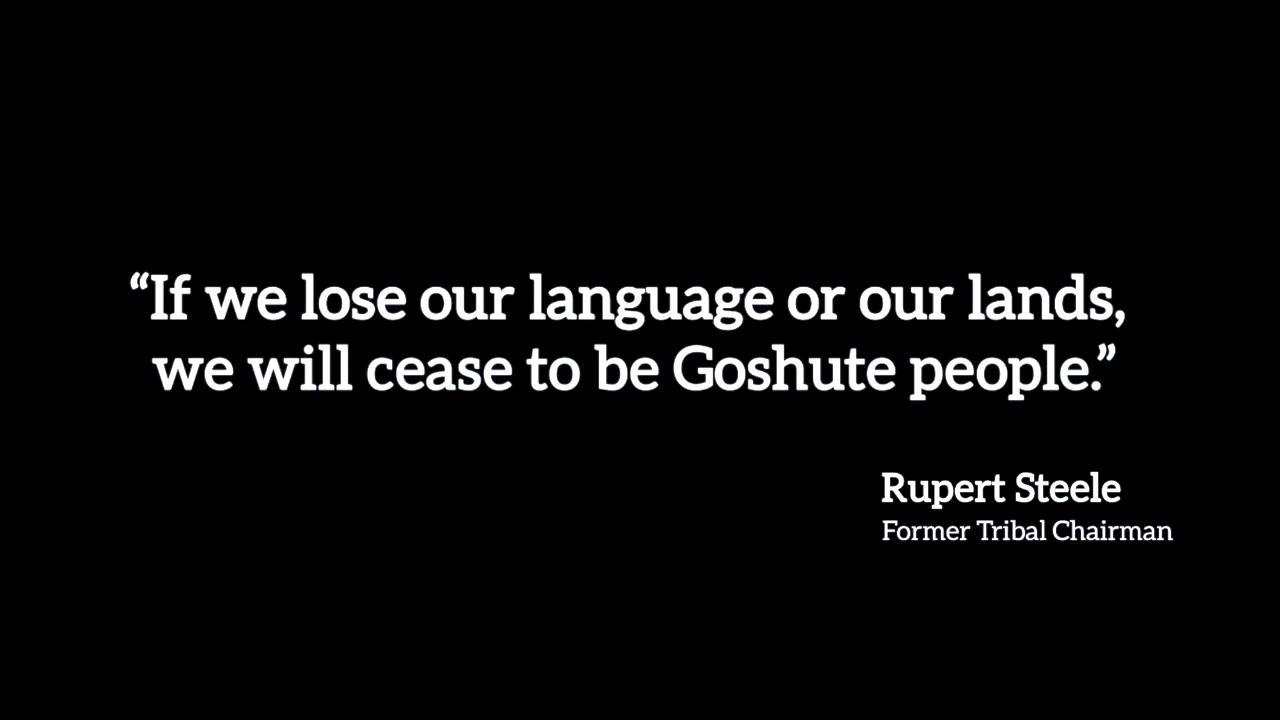 “If we lose our language or our lands,
we will cease to be Goshute people.”
Rupert Steele
Former Tribal Chairman